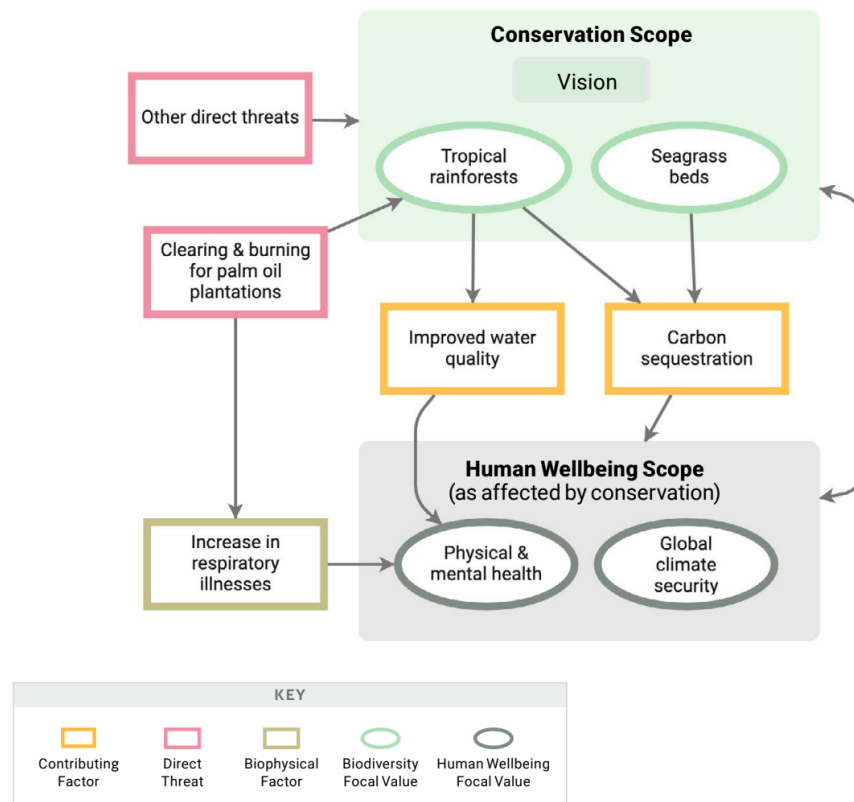 Conservation Scope
Vision
Other direct threats
Tropical
rainforests
Seagrass
beds
Clearing & burning
for palm oil
plantations
Improved water
quality
Carbon
sequestration
Human Wellbeing Scope
(as affected by conservation)
Increase in
respiratory
illnesses
Physical &
mental health
Global
climate
security
KEY
Contributing
Factor
Direct
Threat
Biophysical
Factor
Biodiversity
Focal Value
Human Wellbeing
Focal Value